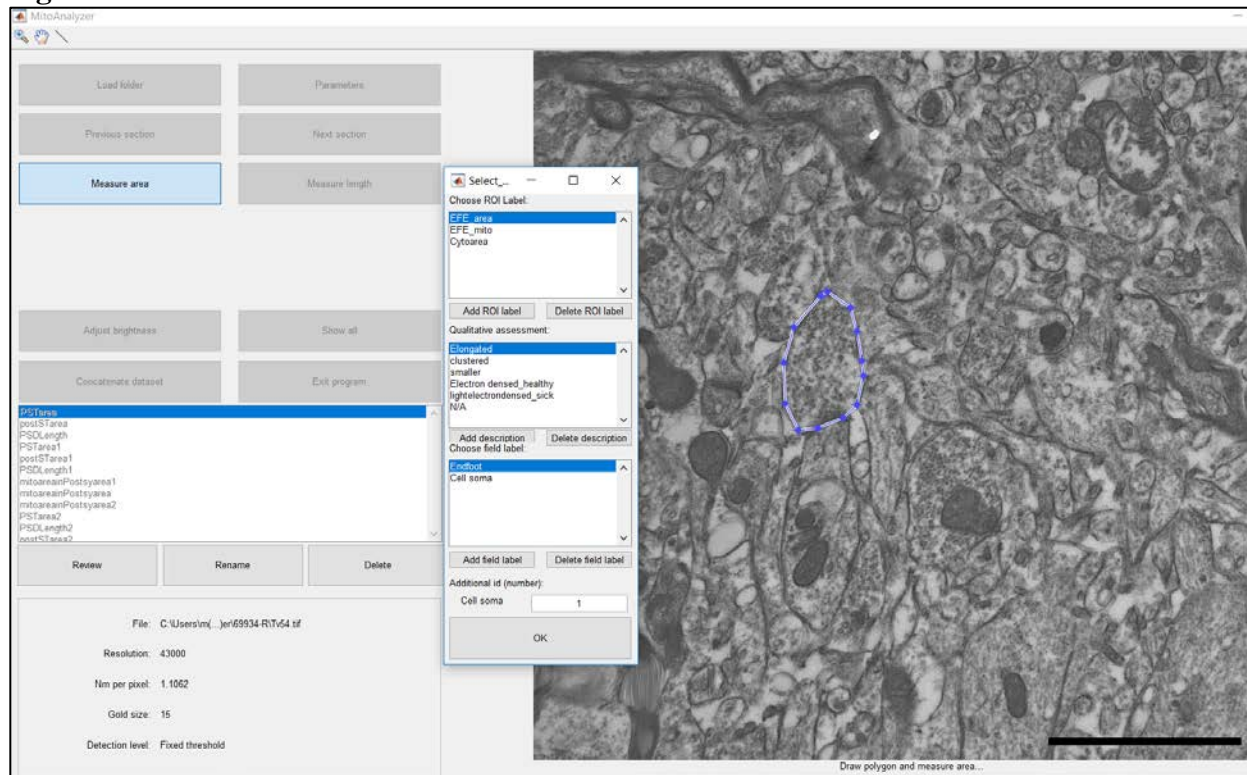 MitoAnalyzer
Load folder
Parameters
Previous section
Next section
Measure area
Measure length
Adjust brightness
Show all
Concatenate dataset
Exit program
PSTarea
postSTarea
PSDLength
PSTarea1
postSTarea1
PSDLength1
mitoareainPostsyarea1
mitoareainPostsyarea
mitoareainPostsyarea2
PSTarea2
PSDLength2
postSTarea2
Review
Rename
Delete
File: C:\Users\m(...)er\69934-R\Tv54.tif
Resolution: 43000
Nm per pixel: 1.1062
Gold size: 15
Detection level: Fixed threshold
Select_...
Choose ROI Label:
EFE_area
EFE_mito
Cytoarea
Add ROI label
Delete ROI label
Qualitative assessment:
Elongated
clustered
smaller
Electron densed_healthy
lightelectrondensed_sick
N/A
Add description
Delete description
Choose field label:
Endfoot
Cell soma
Add field label
Delete field label
Additional id (number):
Cell soma 1
OK
Draw polygon and measure area...